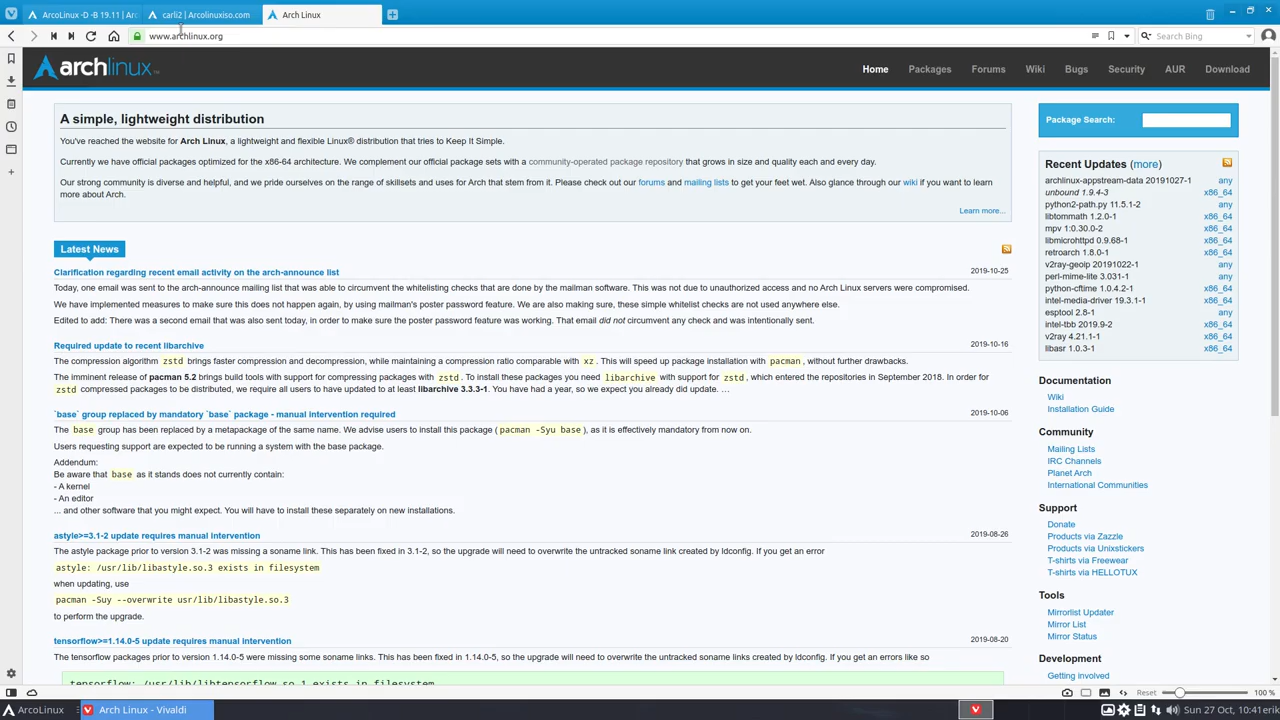 ArcoLinux -D -B 19.11 | Arc
carli2 | Arcolinuxiso.com
Arch Linux
www.archlinux.org
Search Bing
archlinux
Home
Packages
Forums
Wiki
Bugs
Security
AUR
Download
A simple, lightweight distribution
You've reached the website for Arch Linux, a lightweight and flexible Linux® distribution that tries to Keep It Simple.
Currently we have official packages optimized for the x86-64 architecture. We complement our official package sets with a community-operated package repository that grows in size and quality each and every day.
Our strong community is diverse and helpful, and we pride ourselves on the range of skillsets and uses for Arch that stem from it. Please check out our forums and mailing lists to get your feet wet. Also glance through our wiki if you want to learn
more about Arch.
Learn more...
Latest News
Clarification regarding recent email activity on the arch-announce list
2019-10-25
Today, one email was sent to the arch-announce mailing list that was able to circumvent the whitelisting checks that are done by the mailman software. This was not due to unauthorized access and no Arch Linux servers were compromised.
We have implemented measures to make sure this does not happen again, by using mailman's poster password feature. We are also making sure, these simple whitelist checks are not used anywhere else.
Edited to add: There was a second email that was also sent today, in order to make sure the poster password feature was working. That email did not circumvent any check and was intentionally sent.
Required update to recent libarchive
2019-10-16
The compression algorithm zstd brings faster compression and decompression, while maintaining a compression ratio comparable with xz. This will speed up package installation with pacman, without further drawbacks.
The imminent release of pacman 5.2 brings build tools with support for compressing packages with zstd. To install these packages you need libarchive with support for zstd, which entered the repositories in September 2018. In order for
zstd compressed packages to be distributed, we require all users to have updated to at least libarchive 3.3.3-1. You have had a year, so we expect you already did update. …
`base` group replaced by mandatory `base` package - manual intervention required
2019-10-06
The base group has been replaced by a metapackage of the same name. We advise users to install this package (pacman -Syu base), as it is effectively mandatory from now on.
Users requesting support are expected to be running a system with the base package.
Addendum:
Be aware that base as it stands does not currently contain:
- A kernel
- An editor
... and other software that you might expect. You will have to install these separately on new installations.
astyle>=3.1-2 update requires manual intervention
2019-08-26
The astyle package prior to version 3.1-2 was missing a soname link. This has been fixed in 3.1-2, so the upgrade will need to overwrite the untracked soname link created by ldconfig. If you get an error
astyle: /usr/lib/libastyle.so.3 exists in filesystem
when updating, use
pacman -Suy --overwrite usr/lib/libastyle.so.3
to perform the upgrade.
tensorflow>=1.14.0-5 update requires manual intervention
2019-08-20
The tensorflow packages prior to version 1.14.0-5 were missing some soname links. This has been fixed in 1.14.0-5, so the upgrade will need to overwrite the untracked soname links created by ldconfig. If you get an errors like so
tensorflow: /usr/lib/libtensorflow.so.1 exists in filesystem
Package Search:
Recent Updates (more)
archlinux-appstream-data 20191027-1 any
unbound 1.9.4-3 x86_64
python2-path.py 11.5.1-2 any
libtommath 1.2.0-1 x86_64
mpv 1:0.30.0-2 x86_64
libmicrohttpd 0.9.68-1 x86_64
retroarch 1.8.0-1 x86_64
v2ray-geoip 20191022-1 any
perl-mime-lite 3.031-1 any
python-cftime 1.0.4.2-1 x86_64
intel-media-driver 19.3.1-1 x86_64
esptool 2.8-1 any
intel-tbb 2019.9-2 x86_64
v2ray 4.21.1-1 x86_64
libasr 1.0.3-1 x86_64
Documentation
Wiki
Installation Guide
Community
Mailing Lists
IRC Channels
Planet Arch
International Communities
Support
Donate
Products via Zazzle
Products via Unixstickers
T-shirts via Freewear
T-shirts via HELLOTUX
Tools
Mirrorlist Updater
Mirror List
Mirror Status
Development
Getting involved
Reset
100 %
ArcoLinux
Arch Linux - Vivaldi
Sun 27 Oct, 10:41
erik